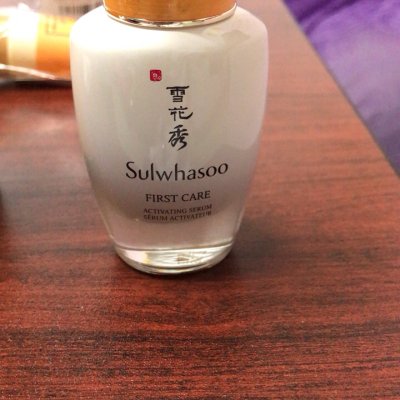 雪
花
秀
Sulwhasoo
FIRST CARE
ACTIVATING SERUM
SÉRUM ACTIVATEUR